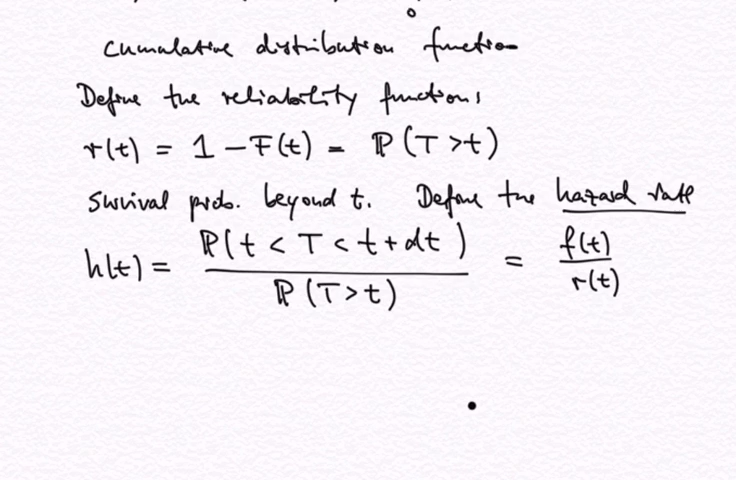 cumulative distribution function
Define the reliability function,
r(t) = 1 - F(t) = ℙ(T > t)
Survival prob. beyond t. Define the hazard rate
h(t) = ℙ(t < T < t + dt) / ℙ(T > t) = f(t) / r(t)